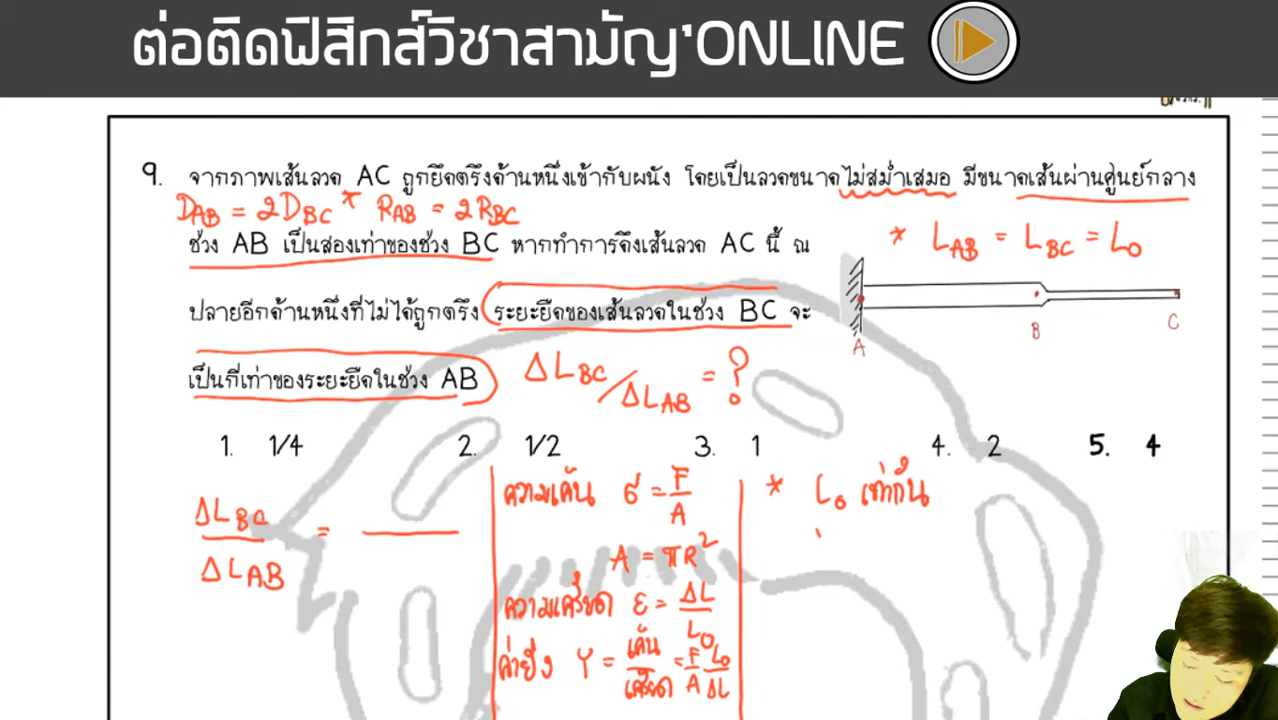 ต่อติดฟิสิกส์วิชาสามัญ'ONLINE
9. จากภาพเส้นลวด AC ถูกยึดตรึงด้านหนึ่งเข้ากับผนัง โดยเป็นลวดขนาดไม่สม่ำเสมอ มีขนาดเส้นผ่านศูนย์กลาง
D_AB = 2D_BC * R_AB = 2R_BC
ช่วง AB เป็นสองเท่าของช่วง BC หากทำการดึงเส้นลวด AC นี้ ณ
* L_AB = L_BC = L_0
ปลายอีกด้านหนึ่งที่ไม่ได้ถูกตรึง ระยะยืดของเส้นลวดในช่วง BC จะ
A B C
เป็นกี่เท่าของระยะยืดในช่วง AB
ΔL_BC/ΔL_AB = ?
1. 1/4 2. 1/2 3. 1 4. 2 5. 4
ΔL_BC
ΔL_AB
=
ความเค้น σ = F/A
A = πR²
ความเครียด ε = ΔL/L_0
ค่ายัง Y = เค้น/เครียด = F/A L_0/ΔL
* L_0 เท่ากัน